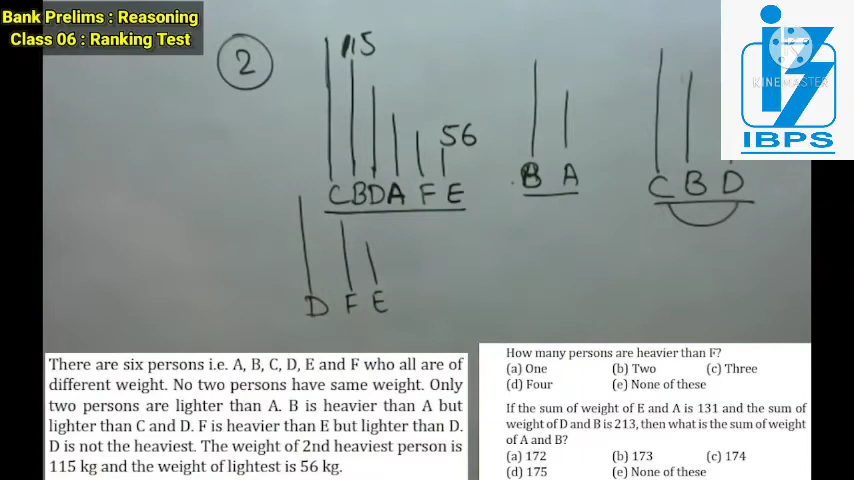 Bank Prelims : Reasoning
Class 06 : Ranking Test
KINEMASTER
IBPS
2
115
56
C B D A F E
B A
C B D
D F E
There are six persons i.e. A, B, C, D, E and F who all are of
different weight. No two persons have same weight. Only
two persons are lighter than A. B is heavier than A but
lighter than C and D. F is heavier than E but lighter than D.
D is not the heaviest. The weight of 2nd heaviest person is
115 kg and the weight of lightest is 56 kg.
How many persons are heavier than F?
(a) One (b) Two (c) Three
(d) Four (e) None of these
If the sum of weight of E and A is 131 and the sum of
weight of D and B is 213, then what is the sum of weight
of A and B?
(a) 172 (b) 173 (c) 174
(d) 175 (e) None of these